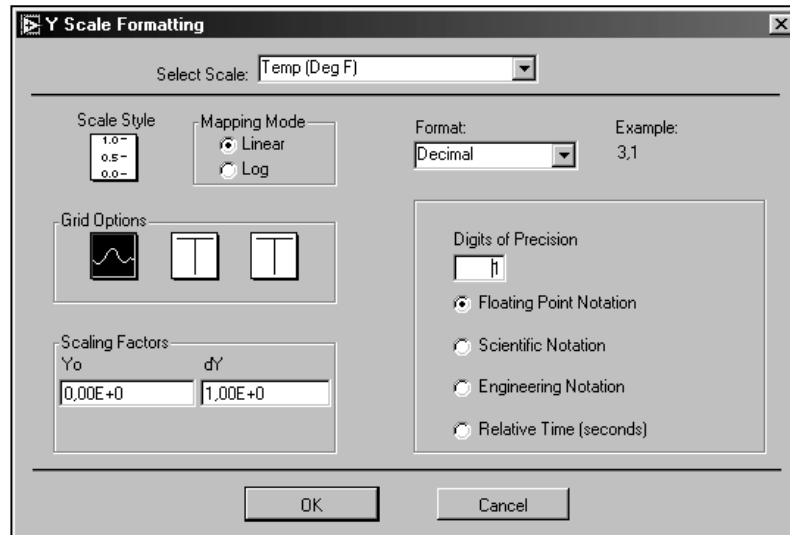 Y Scale Formatting
Select Scale: Temp (Deg F)
Scale Style
1.0
0.5
0.0
Mapping Mode
Linear
Log
Format:
Decimal
Example:
3,1
Grid Options
Digits of Precision
1
Floating Point Notation
Scientific Notation
Engineering Notation
Relative Time (seconds)
Scaling Factors
Yo dY
0,00E+0 1,00E+0
OK Cancel